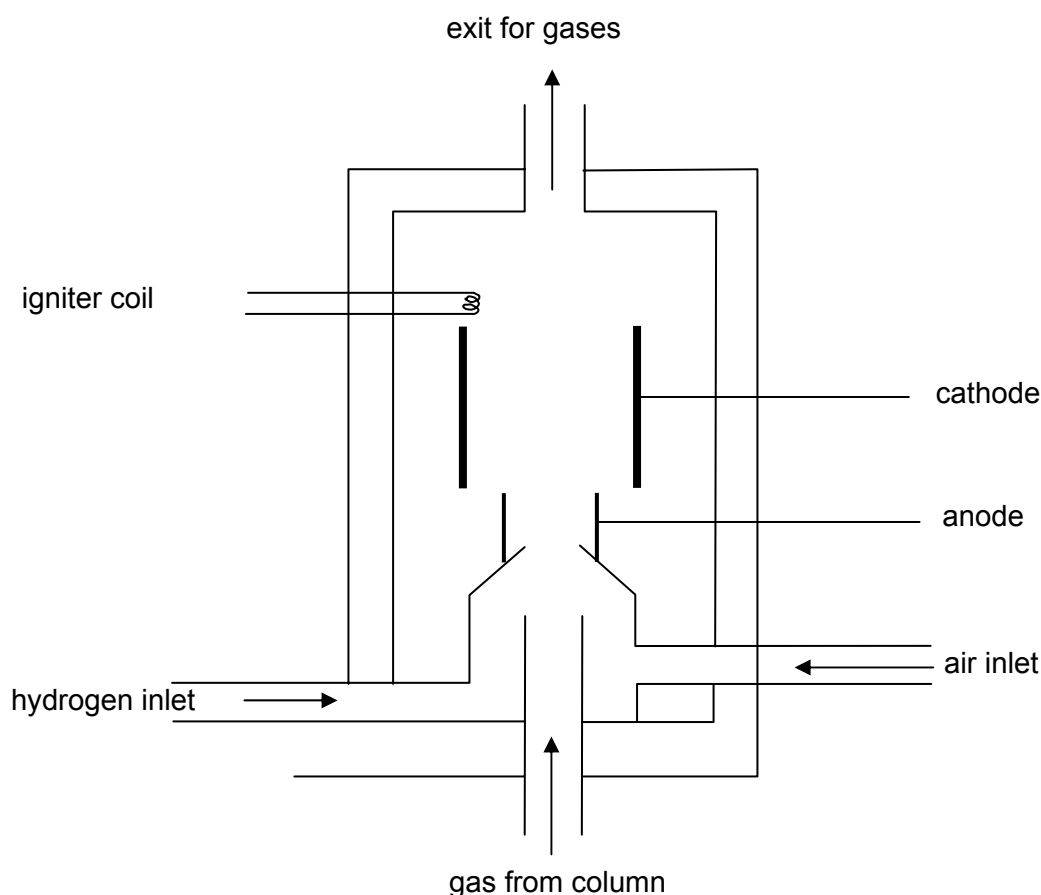 exit for gases
igniter coil
cathode
anode
air inlet
hydrogen inlet
gas from column